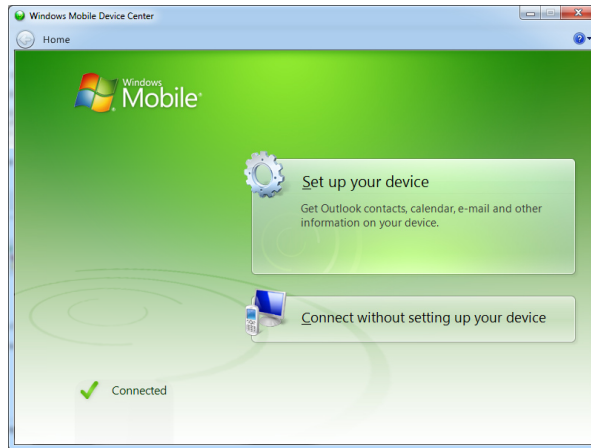 Windows Mobile Device Center
Home
Windows
Mobile
Set up your device
Get Outlook contacts, calendar, e-mail and other
information on your device.
Connect without setting up your device
Connected